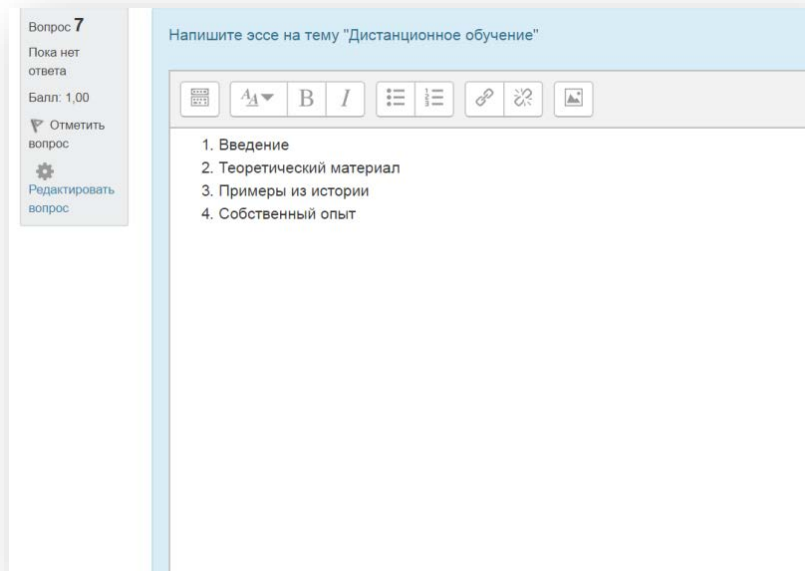 Вопрос 7
Пока нет
ответа
Балл: 1,00
Отметить
вопрос
Редактировать
вопрос
Напишите эссе на тему "Дистанционное обучение"
B I
1. Введение
2. Теоретический материал
3. Примеры из истории
4. Собственный опыт